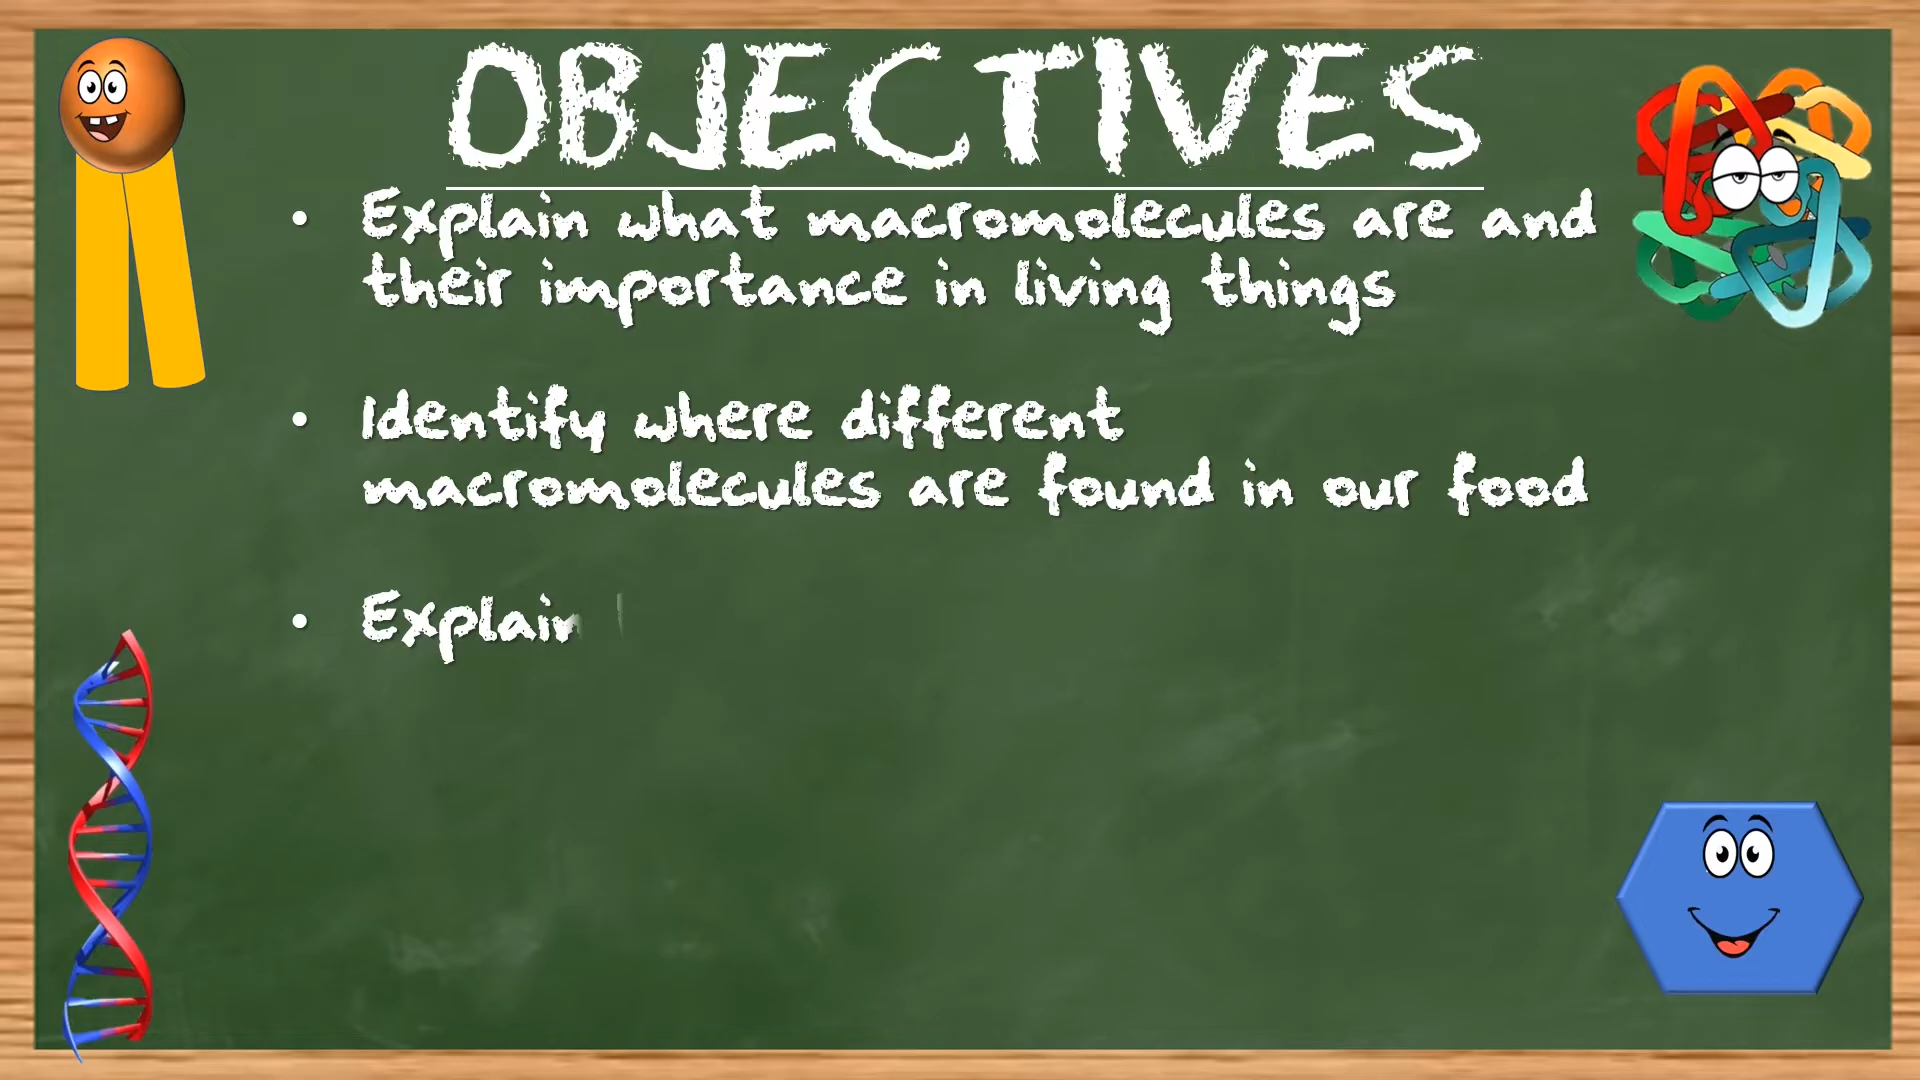 OBJECTIVES
• Explain what macromolecules are and
their importance in living things
• Identify where different
macromolecules are found in our food
• Explain